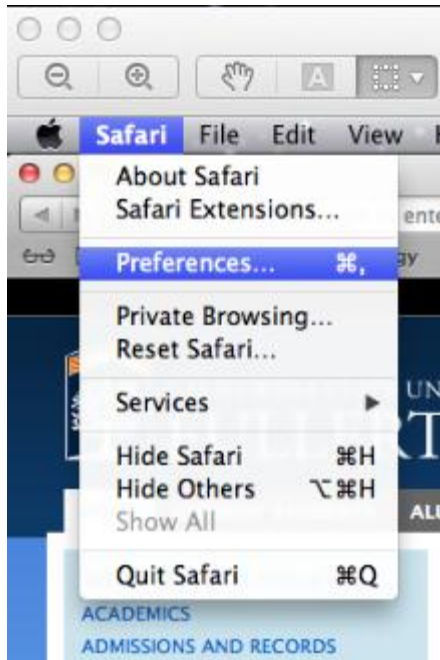 A
Safari File Edit View
About Safari
Safari Extensions...
Preferences... ⌘,
Private Browsing...
Reset Safari...
Services ▶
Hide Safari ⌘H
Hide Others ⌥⌘H
Show All
Quit Safari ⌘Q
ACADEMICS
ADMISSIONS AND RECORDS